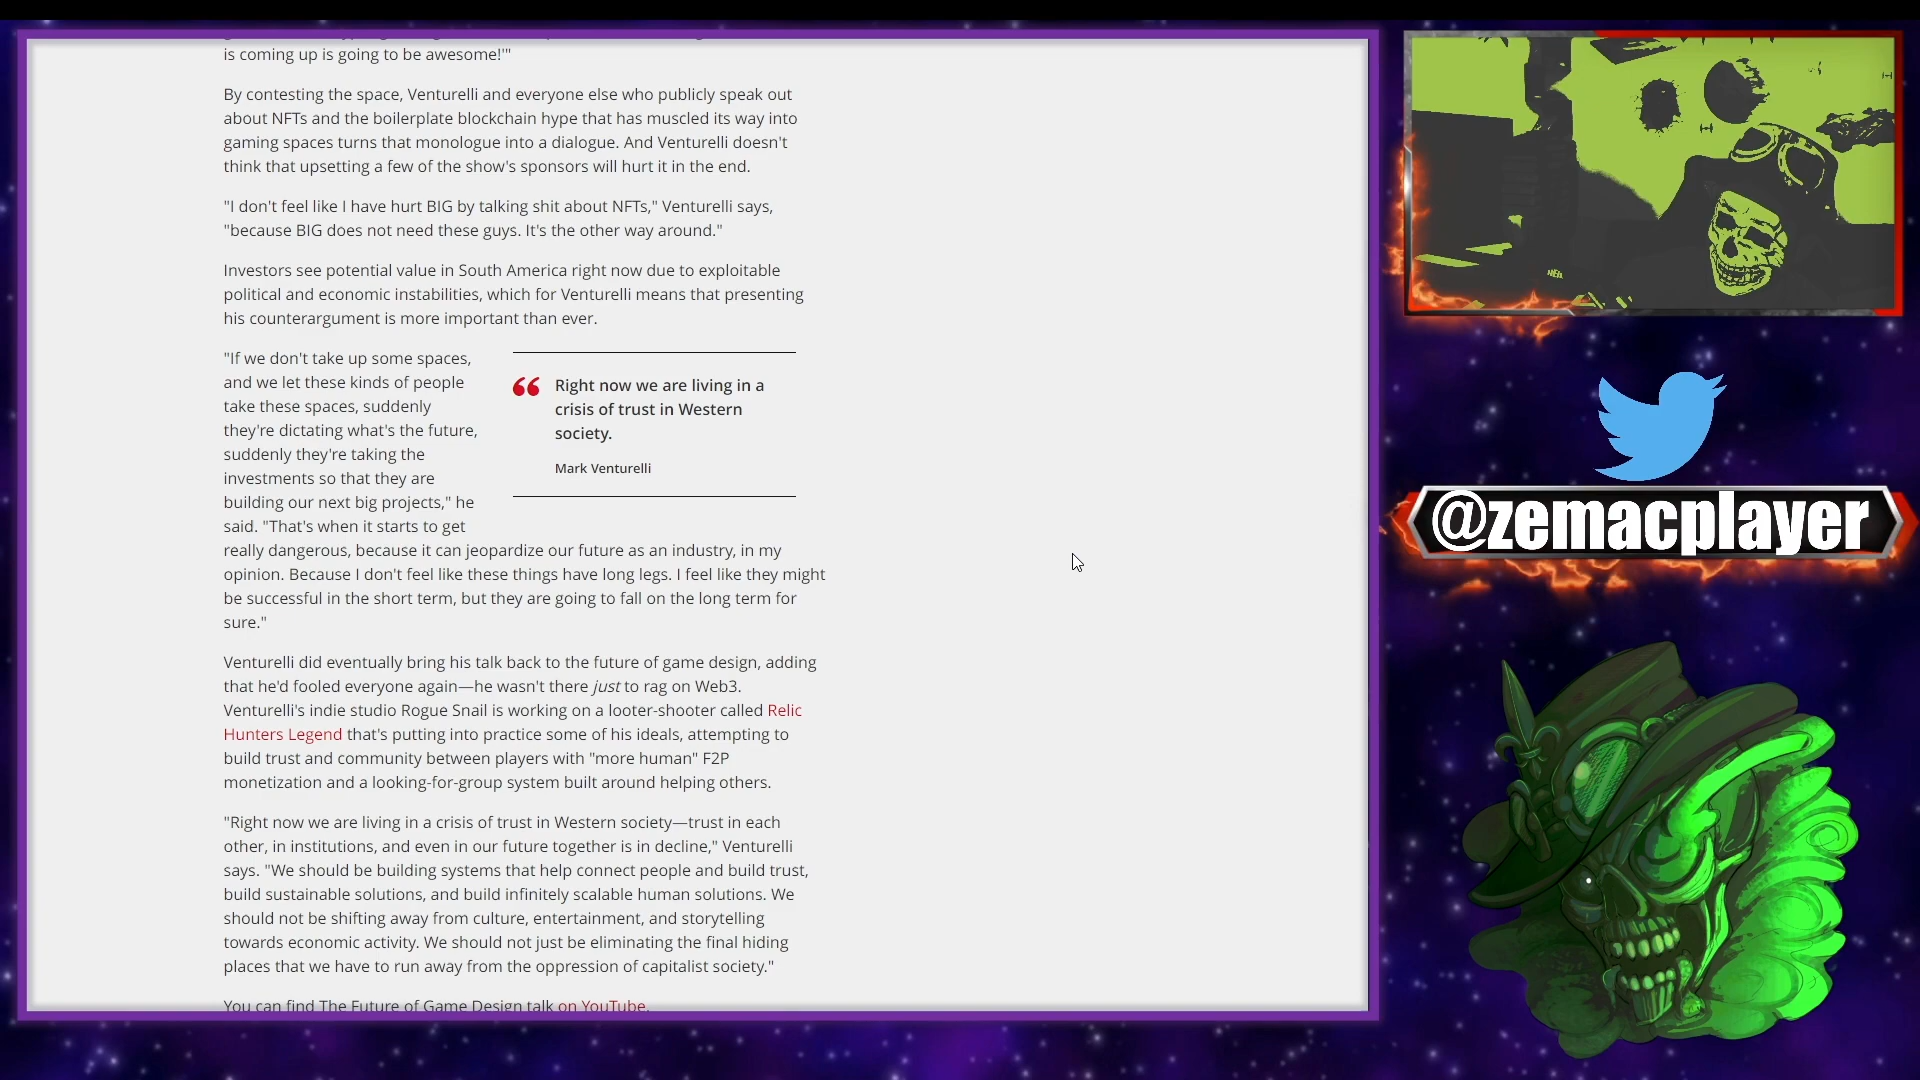 is coming up is going to be awesome!'"
By contesting the space, Venturelli and everyone else who publicly speak out
about NFTs and the boilerplate blockchain hype that has muscled its way into
gaming spaces turns that monologue into a dialogue. And Venturelli doesn't
think that upsetting a few of the show's sponsors will hurt it in the end.
"I don't feel like I have hurt BIG by talking shit about NFTs," Venturelli says,
"because BIG does not need these guys. It's the other way around."
Investors see potential value in South America right now due to exploitable
political and economic instabilities, which for Venturelli means that presenting
his counterargument is more important than ever.
"If we don't take up some spaces,
and we let these kinds of people
take these spaces, suddenly
they're dictating what's the future,
suddenly they're taking the
investments so that they are
building our next big projects," he
said. "That's when it starts to get
really dangerous, because it can jeopardize our future as an industry, in my
opinion. Because I don't feel like these things have long legs. I feel like they might
be successful in the short term, but they are going to fall on the long term for
sure."
Right now we are living in a
crisis of trust in Western
society.
Mark Venturelli
Venturelli did eventually bring his talk back to the future of game design, adding
that he'd fooled everyone again—he wasn't there just to rag on Web3.
Venturelli's indie studio Rogue Snail is working on a looter-shooter called Relic
Hunters Legend that's putting into practice some of his ideals, attempting to
build trust and community between players with "more human" F2P
monetization and a looking-for-group system built around helping others.
"Right now we are living in a crisis of trust in Western society—trust in each
other, in institutions, and even in our future together is in decline," Venturelli
says. "We should be building systems that help connect people and build trust,
build sustainable solutions, and build infinitely scalable human solutions. We
should not be shifting away from culture, entertainment, and storytelling
towards economic activity. We should not just be eliminating the final hiding
places that we have to run away from the oppression of capitalist society."
You can find The Future of Game Design talk on YouTube.
@zemacplayer